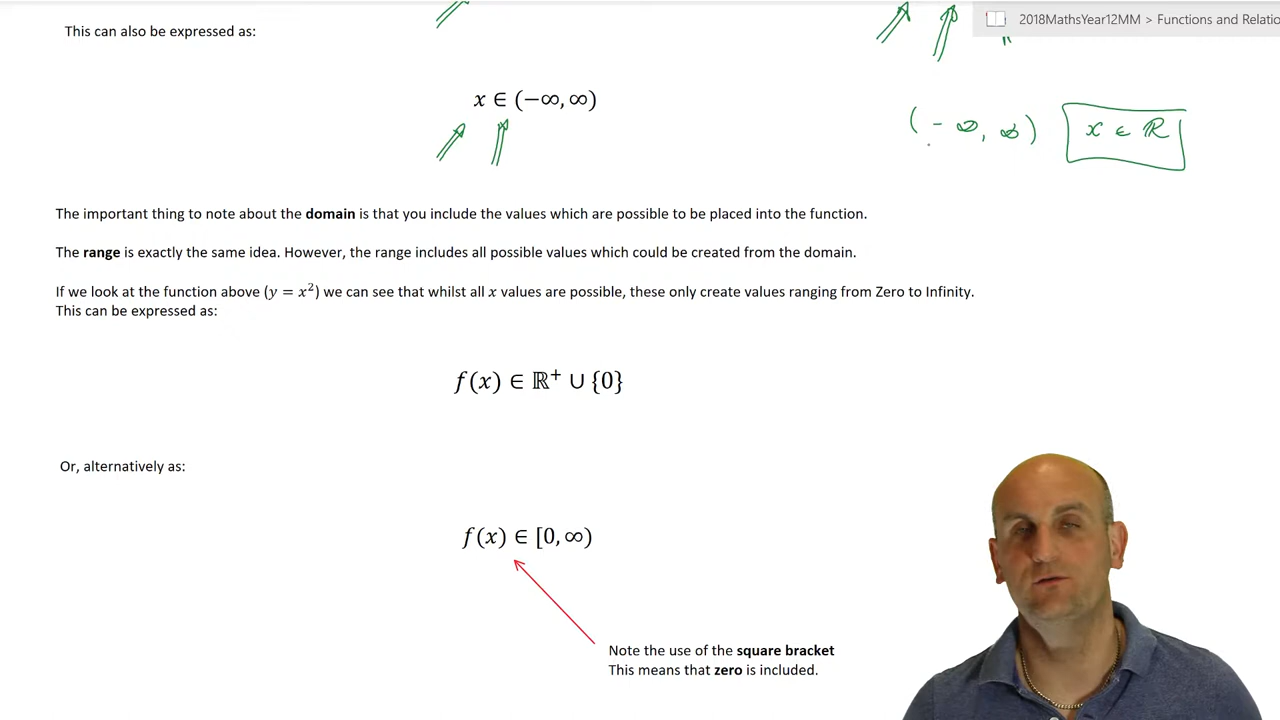 This can also be expressed as:
2018MathsYear12MM > Functions and Relatio
x ∈ (−∞, ∞)
(-∞, ∞) x ∈ ℝ
The important thing to note about the domain is that you include the values which are possible to be placed into the function.
The range is exactly the same idea. However, the range includes all possible values which could be created from the domain.
If we look at the function above (y = x²) we can see that whilst all x values are possible, these only create values ranging from Zero to Infinity.
This can be expressed as:
f(x) ∈ ℝ⁺ ∪ {0}
Or, alternatively as:
f(x) ∈ [0, ∞)
Note the use of the square bracket
This means that zero is included.